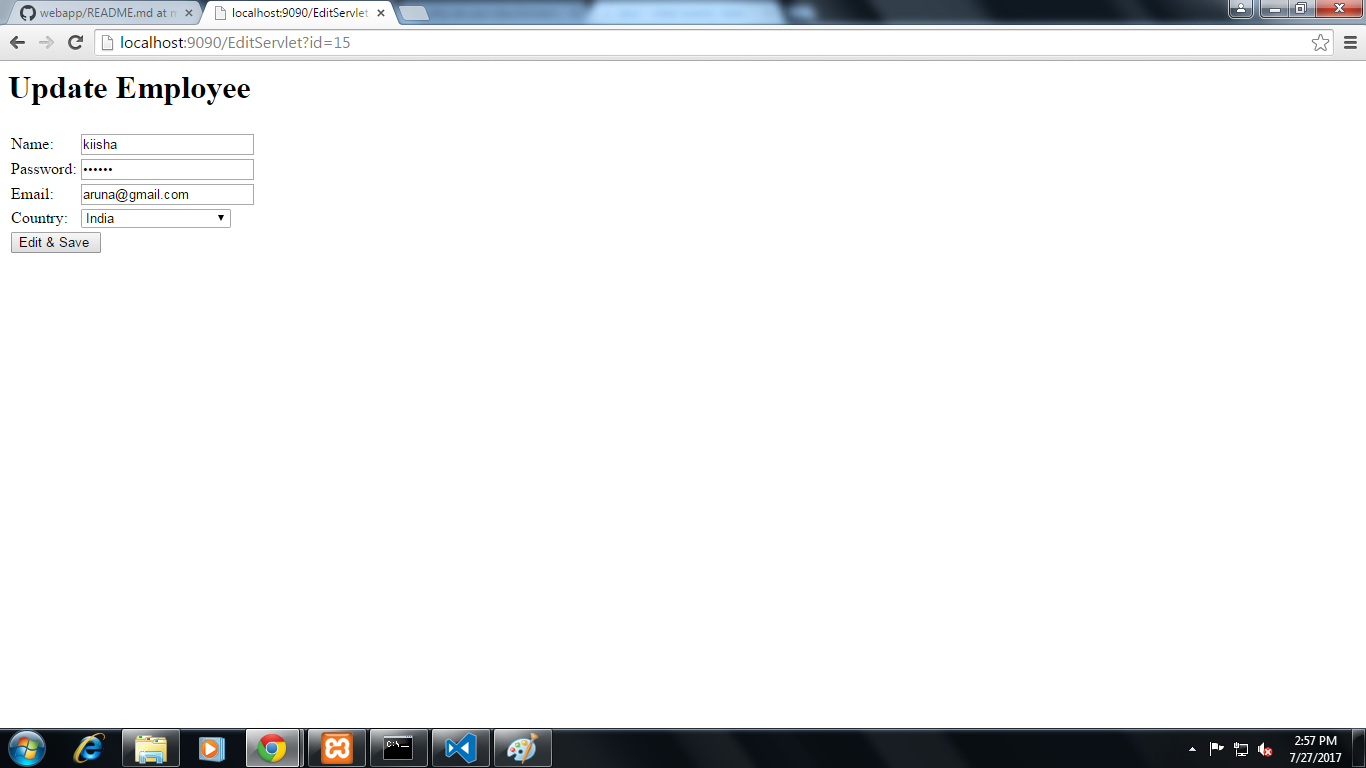 webapp/README.md at m
localhost:9090/EditServlet
localhost:9090/EditServlet?id=15
Update Employee
Name: kiisha
Password: ••••••
Email: aruna@gmail.com
Country: India
Edit & Save
C:\_
2:57 PM
7/27/2017